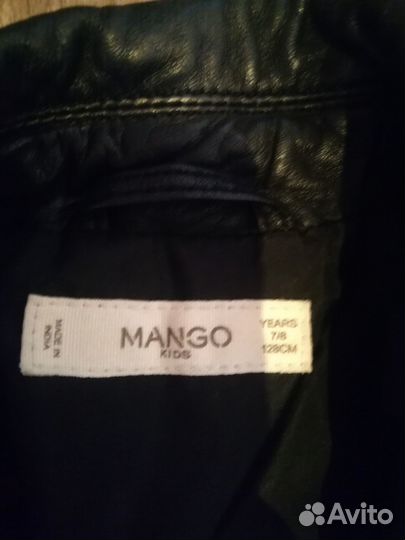 MADE IN
INDIA
MANGO
KIDS
YEARS
7/8
128CM
Avito